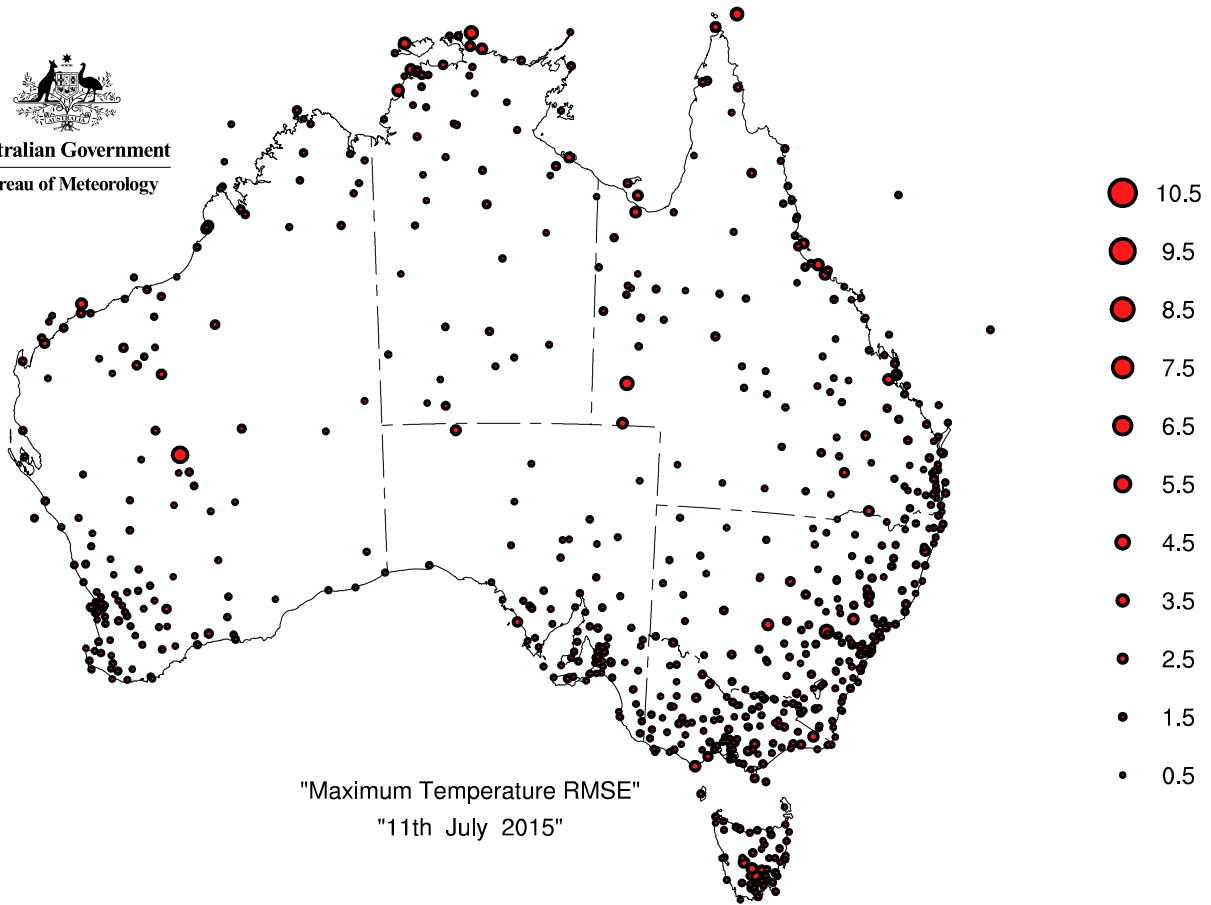 AUSTRALIA
tralian Government
reau of Meteorology
10.5
9.5
8.5
7.5
6.5
5.5
4.5
3.5
2.5
1.5
0.5
"Maximum Temperature RMSE"
"11th July 2015"